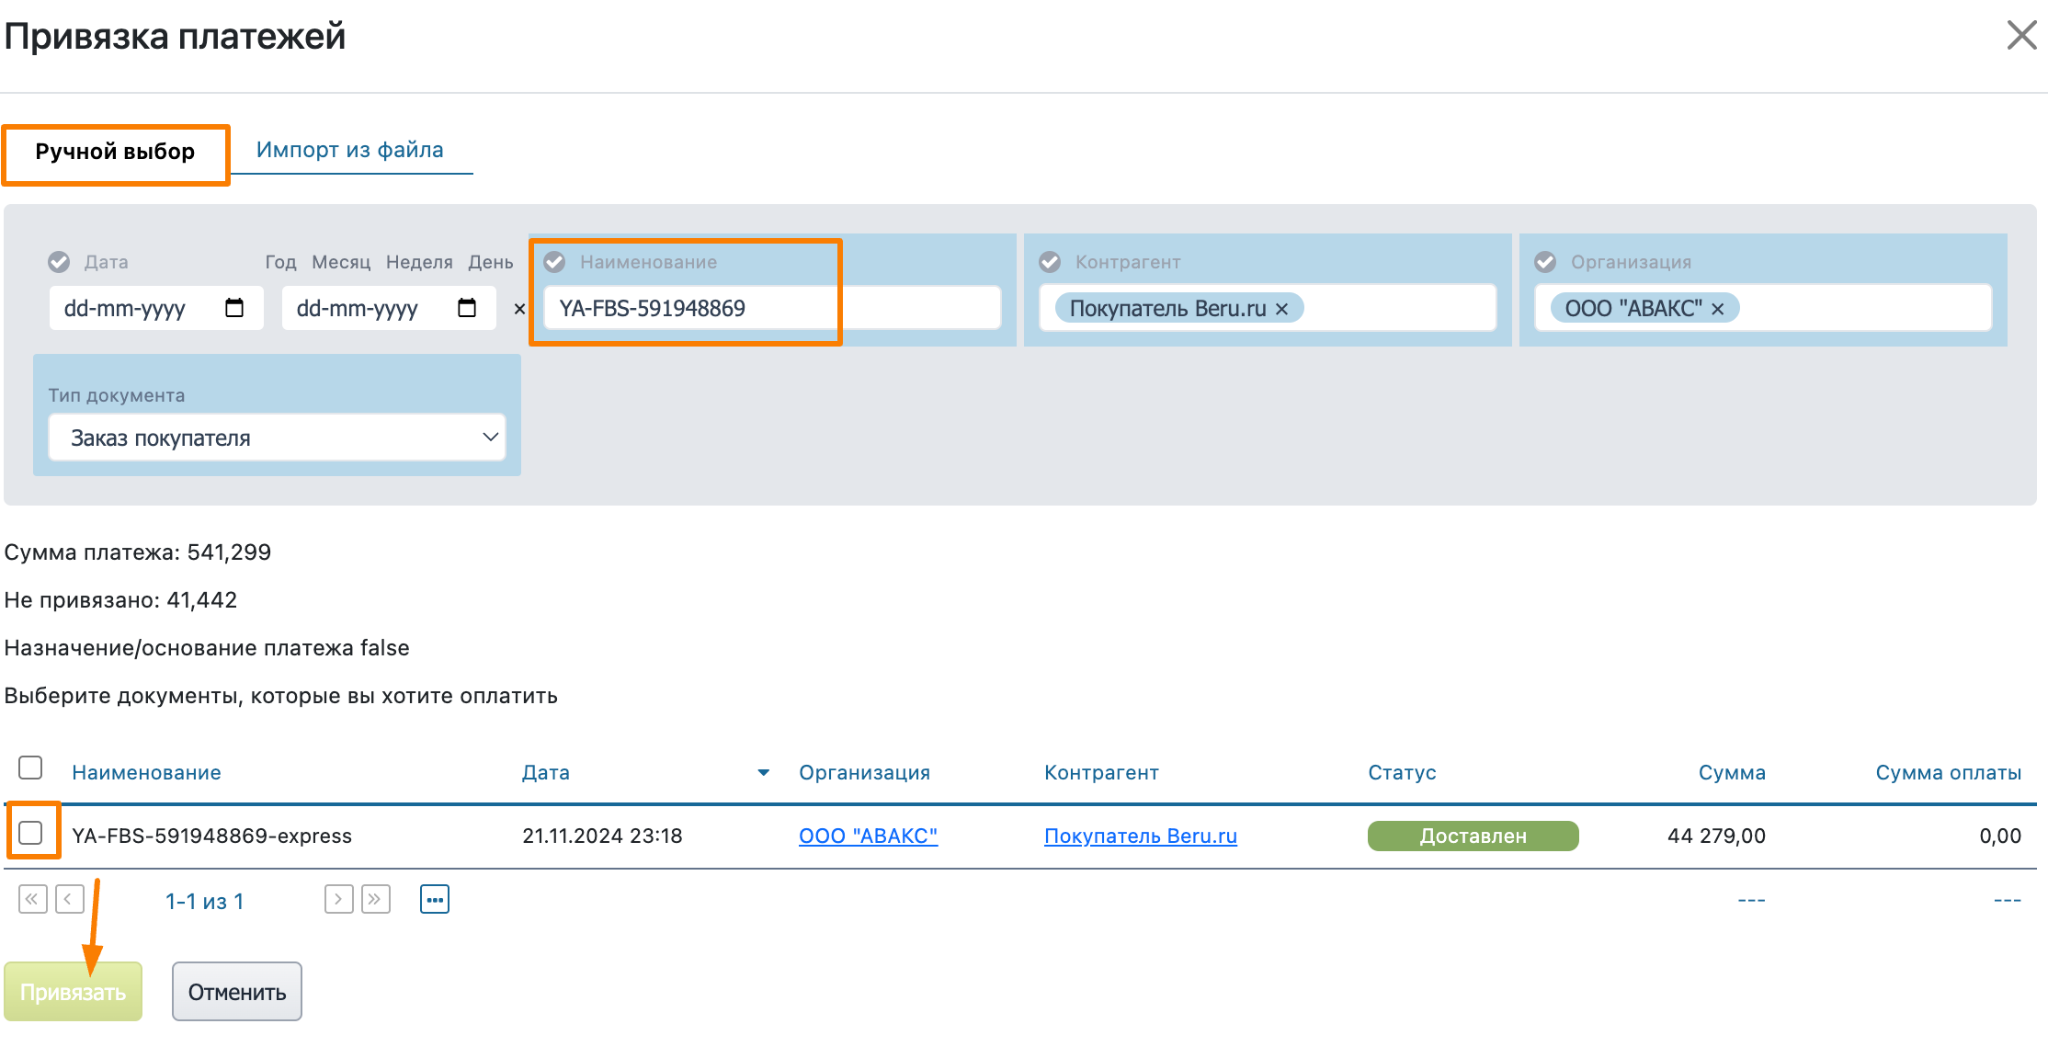 Привязка платежей
Ручной выбор
Импорт из файла
Дата Год Месяц Неделя День
Наименование
Контрагент
Организация
dd-mm-yyyy dd-mm-yyyy ×
YA-FBS-591948869
Покупатель Beru.ru ×
ООО "АВАКС" ×
Тип документа
Заказ покупателя
Сумма платежа: 541,299
Не привязано: 41,442
Назначение/основание платежа false
Выберите документы, которые вы хотите оплатить
Наименование Дата Организация Контрагент Статус Сумма Сумма оплаты
YA-FBS-591948869-express 21.11.2024 23:18 ООО "АВАКС" Покупатель Beru.ru Доставлен 44 279,00 0,00
« ‹ 1-1 из 1 › » ... --- ---
Привязать Отменить